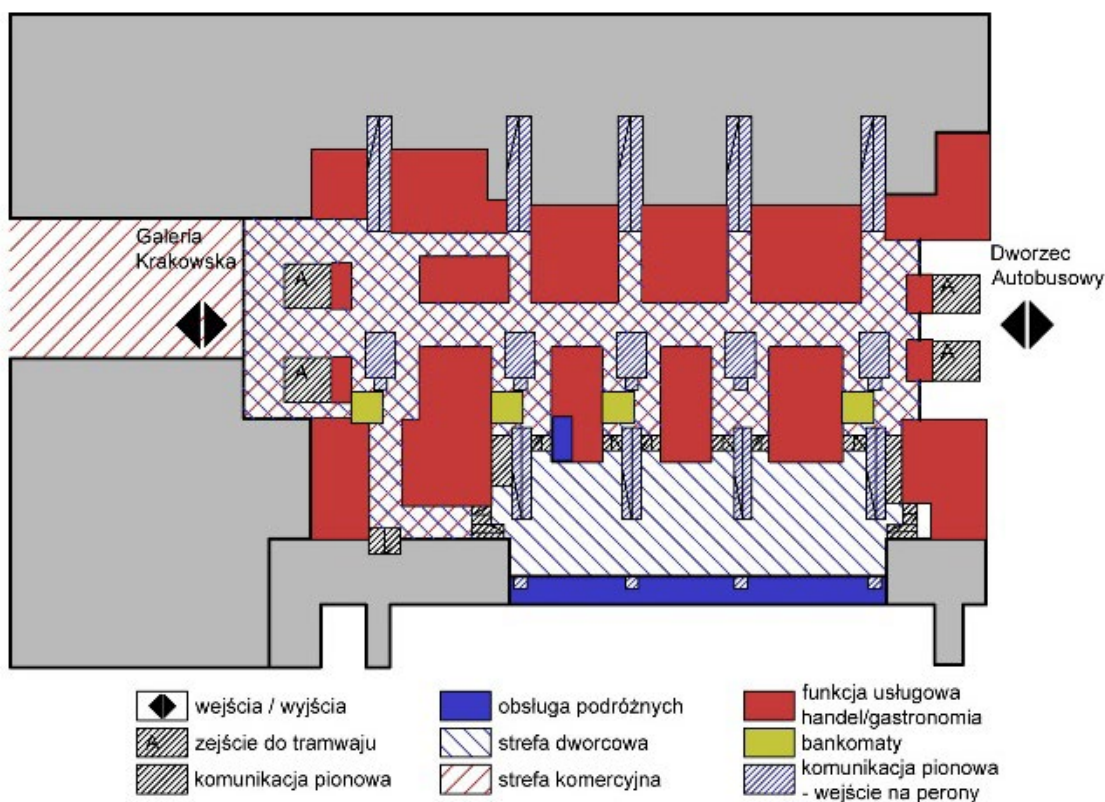 Galeria
Krakowska
Dworzec
Autobusowy
A
A
A
A
wejścia / wyjścia
obsługa podróżnych
funkcja usługowa
handel/gastronomia
A
zejście do tramwaju
strefa dworcowa
bankomaty
komunikacja pionowa
strefa komercyjna
komunikacja pionowa
- wejście na perony